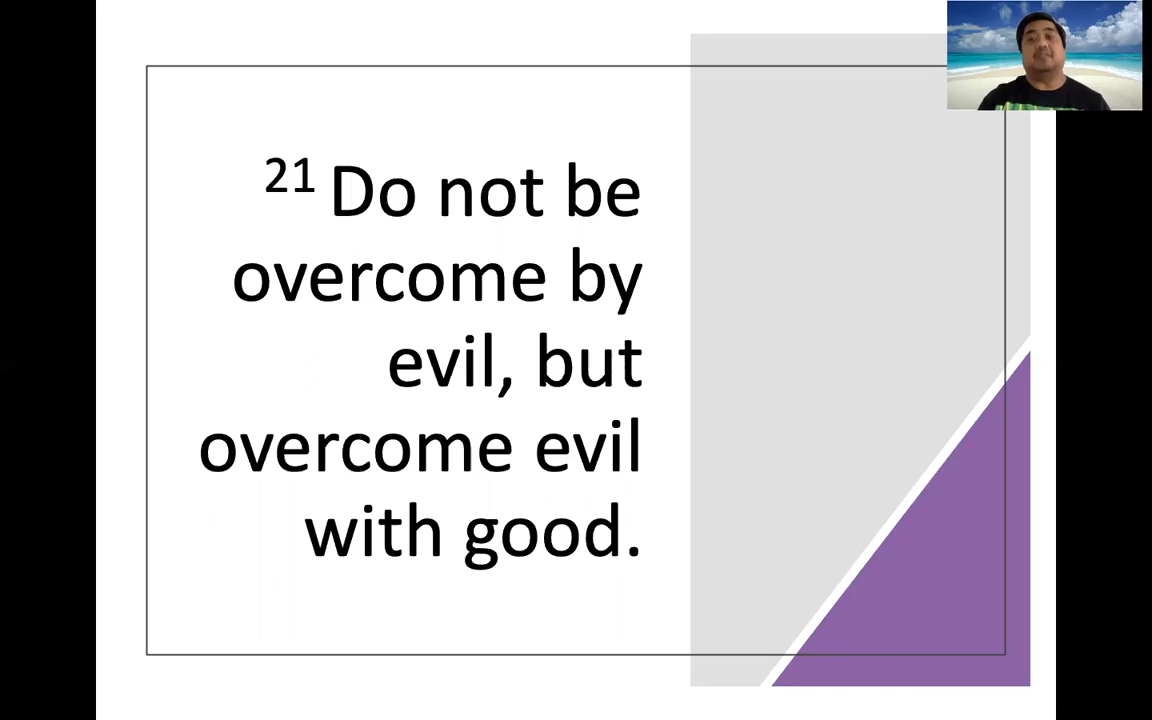 21 Do not be
overcome by
evil, but
overcome evil
with good.